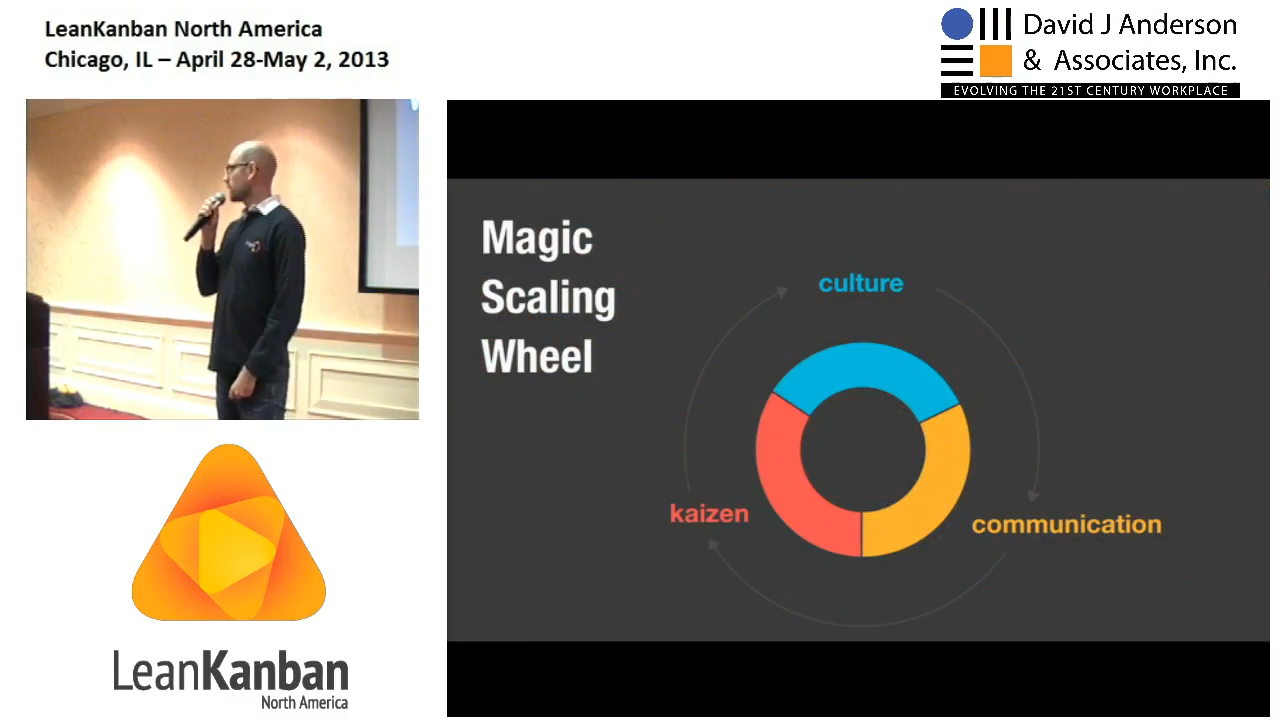 LeanKanban North America
Chicago, IL – April 28-May 2, 2013
David J Anderson
& Associates, Inc.
EVOLVING THE 21ST CENTURY WORKPLACE
Magic
Scaling
Wheel
culture
kaizen
communication
LeanKanban
North America